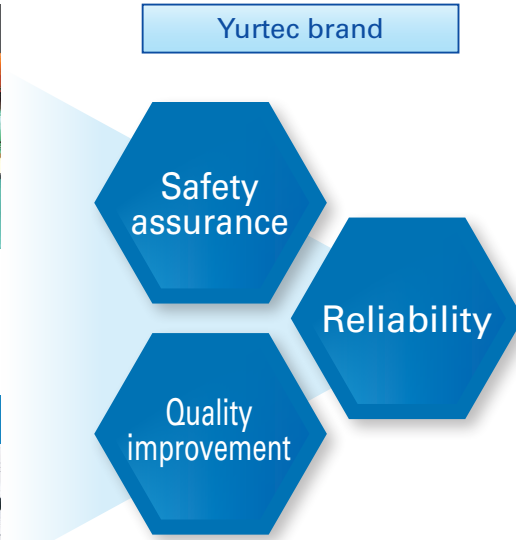 Yurtec brand
Safety
assurance
Reliability
Quality
improvement